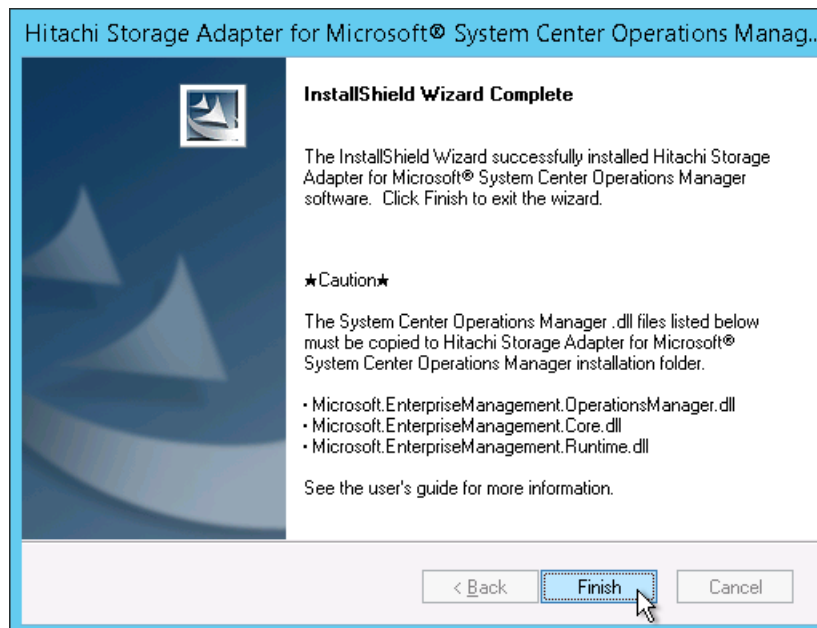 Hitachi Storage Adapter for Microsoft® System Center Operations Manag..
InstallShield Wizard Complete
The InstallShield Wizard successfully installed Hitachi Storage
Adapter for Microsoft® System Center Operations Manager
software.  Click Finish to exit the wizard.
★Caution★
The System Center Operations Manager .dll files listed below
must be copied to Hitachi Storage Adapter for Microsoft®
System Center Operations Manager installation folder.
・Microsoft.EnterpriseManagement.OperationsManager.dll
・Microsoft.EnterpriseManagement.Core.dll
・Microsoft.EnterpriseManagement.Runtime.dll
See the user's guide for more information.
< Back
Finish
Cancel